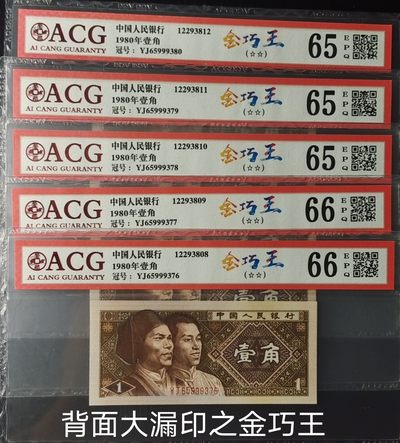 ACG
AI CANG GUARANTY
中国人民银行 12293812
1980年壹角
冠号：YJ65999380
金巧王
(☆☆)
65
EPQ
ACG
AI CANG GUARANTY
中国人民银行 12293811
1980年壹角
冠号：YJ65999379
金巧王
(☆☆)
65
EPQ
ACG
AI CANG GUARANTY
中国人民银行 12293810
1980年壹角
冠号：YJ65999378
金巧王
(☆☆)
65
EPQ
ACG
AI CANG GUARANTY
中国人民银行 12293809
1980年壹角
冠号：YJ65999377
金巧王
(☆☆)
66
EPQ
ACG
AI CANG GUARANTY
中国人民银行 12293808
1980年壹角
冠号：YJ65999376
金巧王
(☆☆)
66
EPQ
中国人民银行
壹角
YJ65999376
1
1
背面大漏印之金巧王